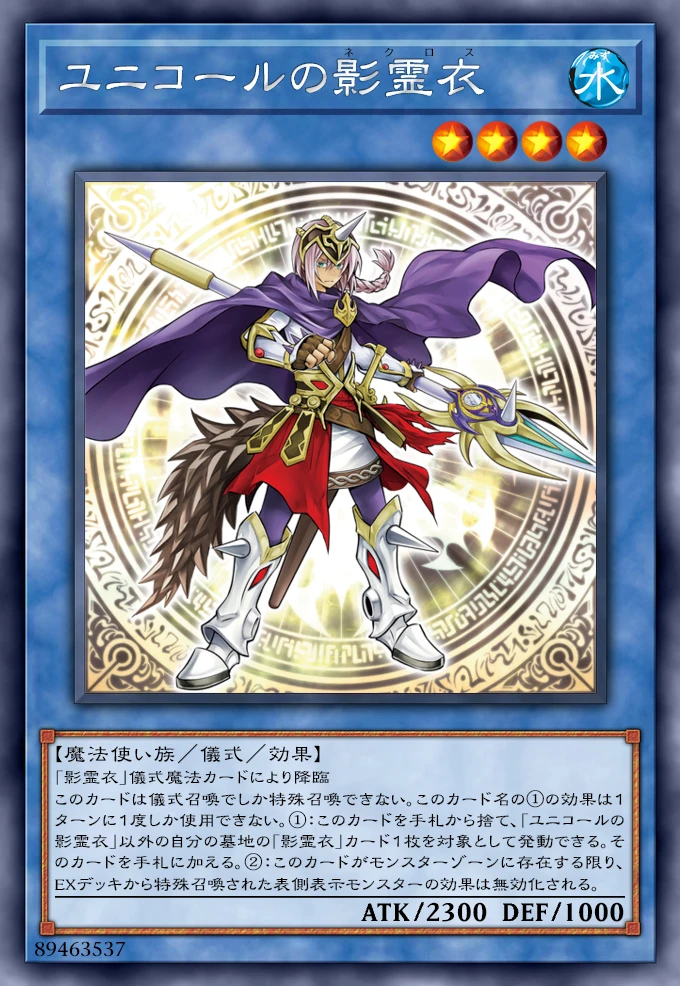 ネクロス
ユニコールの影霊衣
みず
水
【魔法使い族／儀式／効果】
「影霊衣」儀式魔法カードにより降臨
このカードは儀式召喚でしか特殊召喚できない。このカード名の①の効果は１
ターンに１度しか使用できない。①：このカードを手札から捨て、「ユニコールの
影霊衣」以外の自分の墓地の「影霊衣」カード１枚を対象として発動できる。そ
のカードを手札に加える。②：このカードがモンスターゾーンに存在する限り、
EXデッキから特殊召喚された表側表示モンスターの効果は無効化される。
ATK/2300 DEF/1000
89463537